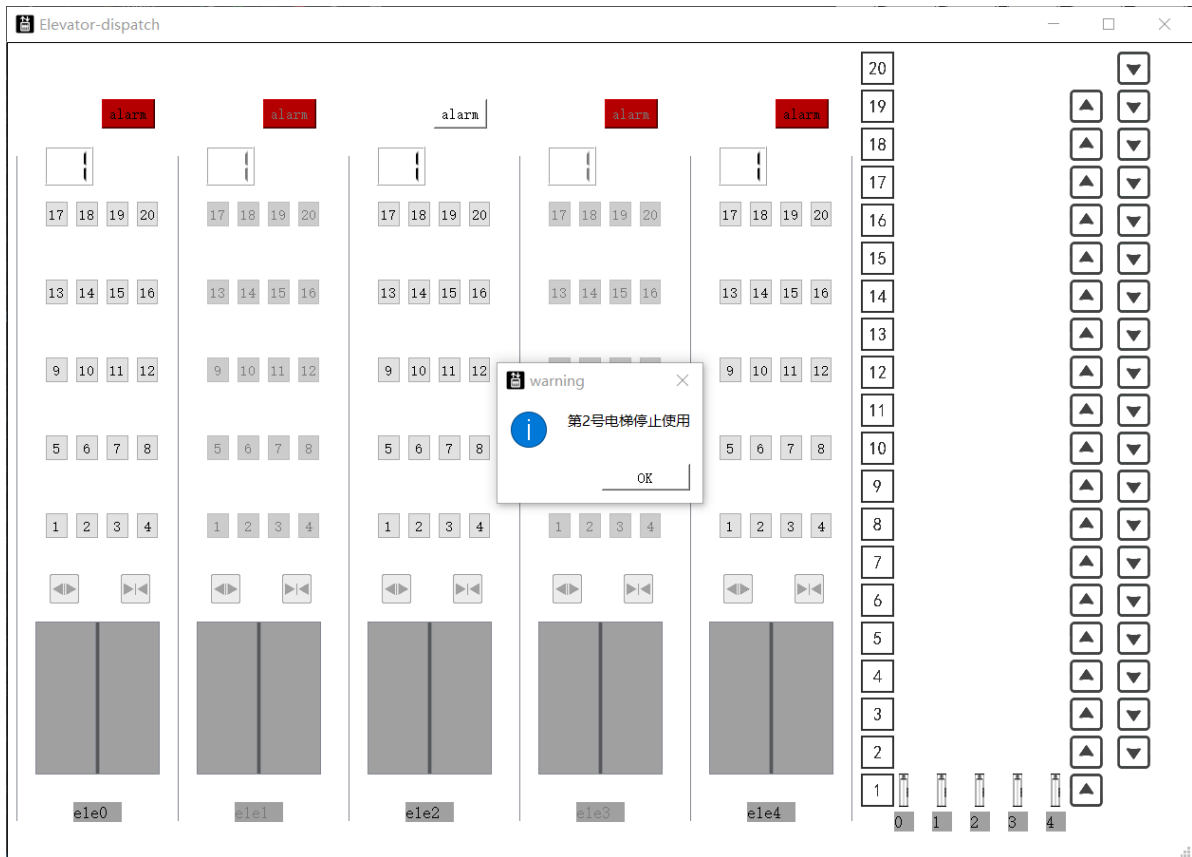 Elevator-dispatch
20
alarm alarm alarm alarm alarm 19
18
1 1 1 1 1 17
17 18 19 20 17 18 19 20 17 18 19 20 17 18 19 20 17 18 19 20 16
15
13 14 15 16 13 14 15 16 13 14 15 16 13 14 15 16 13 14 15 16 14
13
9 10 11 12 9 10 11 12 9 10 11 12 9 10 11 12 12
warning
第2号电梯停止使用
OK
11
5 6 7 8 5 6 7 8 5 6 7 8 5 6 7 8 10
9
1 2 3 4 1 2 3 4 1 2 3 4 1 2 3 4 1 2 3 4 8
7
6
5
4
3
2
1
ele0 ele1 ele2 ele3 ele4
0 1 2 3 4